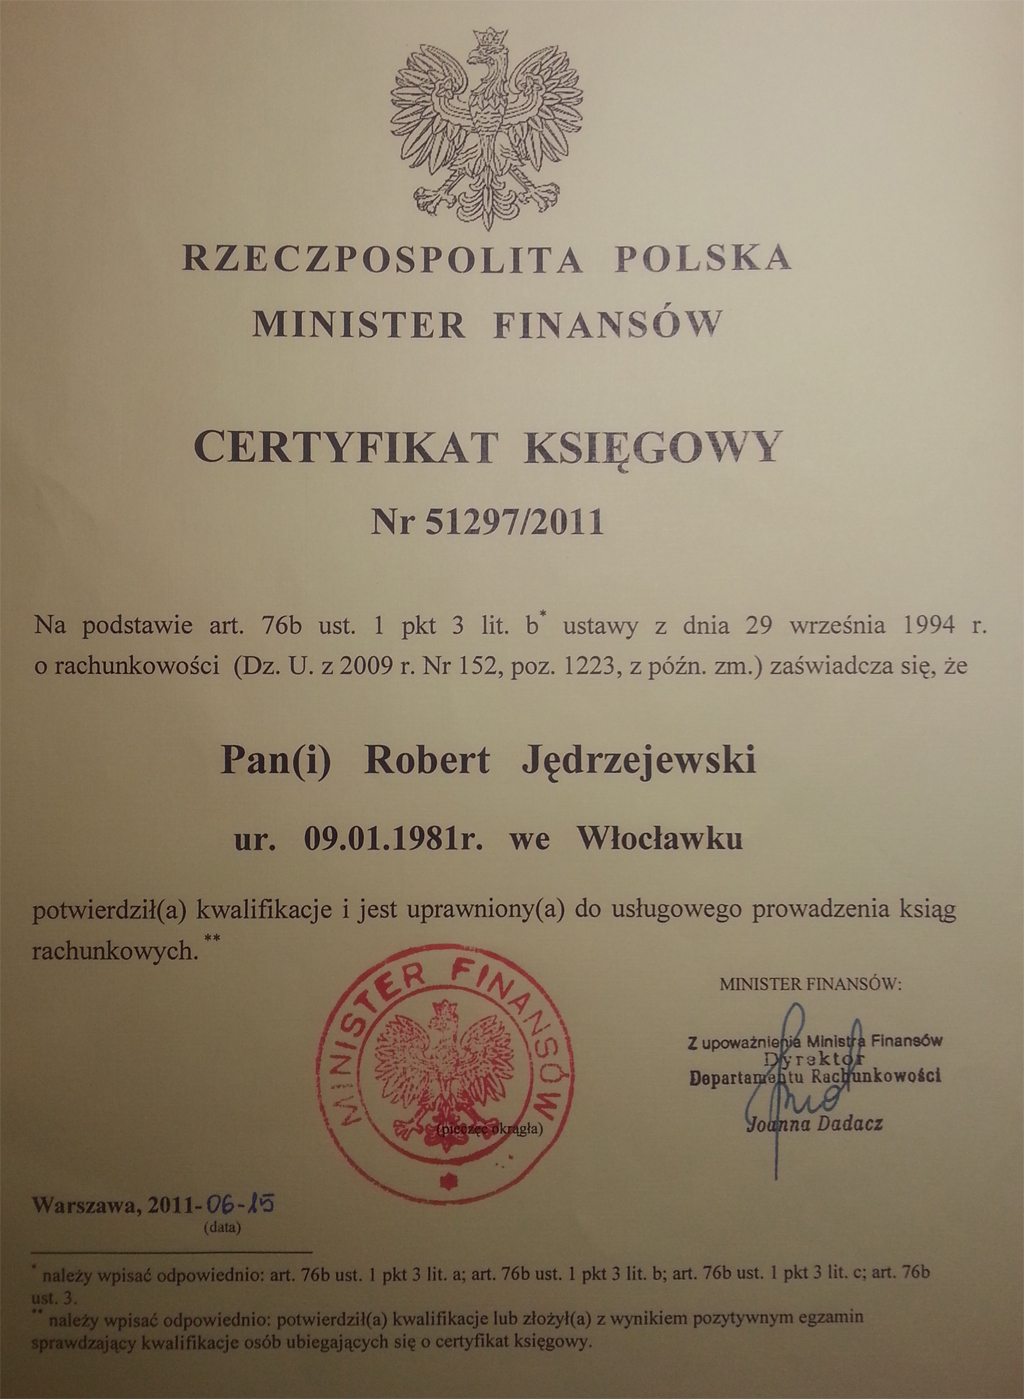 RZECZPOSPOLITA POLSKA
MINISTER FINANSÓW
CERTYFIKAT KSIĘGOWY
Nr 51297/2011
Na podstawie art. 76b ust. 1 pkt 3 lit. b* ustawy z dnia 29 września 1994 r.
o rachunkowości (Dz. U. z 2009 r. Nr 152, poz. 1223, z późn. zm.) zaświadcza się, że
Pan(i) Robert Jędrzejewski
ur. 09.01.1981r. we Włocławku
potwierdził(a) kwalifikacje i jest uprawniony(a) do usługowego prowadzenia ksiąg
rachunkowych.**
MINISTER FINANSÓW
(pieczęć okrągła)
MINISTER FINANSÓW:
Z upoważnienia Ministra Finansów
Dyrektor
Departamentu Rachunkowości
Joanna Dadacz
Warszawa, 2011-06-15
(data)
* należy wpisać odpowiednio: art. 76b ust. 1 pkt 3 lit. a; art. 76b ust. 1 pkt 3 lit. b; art. 76b ust. 1 pkt 3 lit. c; art. 76b
ust. 3.
** należy wpisać odpowiednio: potwierdził(a) kwalifikacje lub złożył(a) z wynikiem pozytywnym egzamin
sprawdzający kwalifikacje osób ubiegających się o certyfikat księgowy.